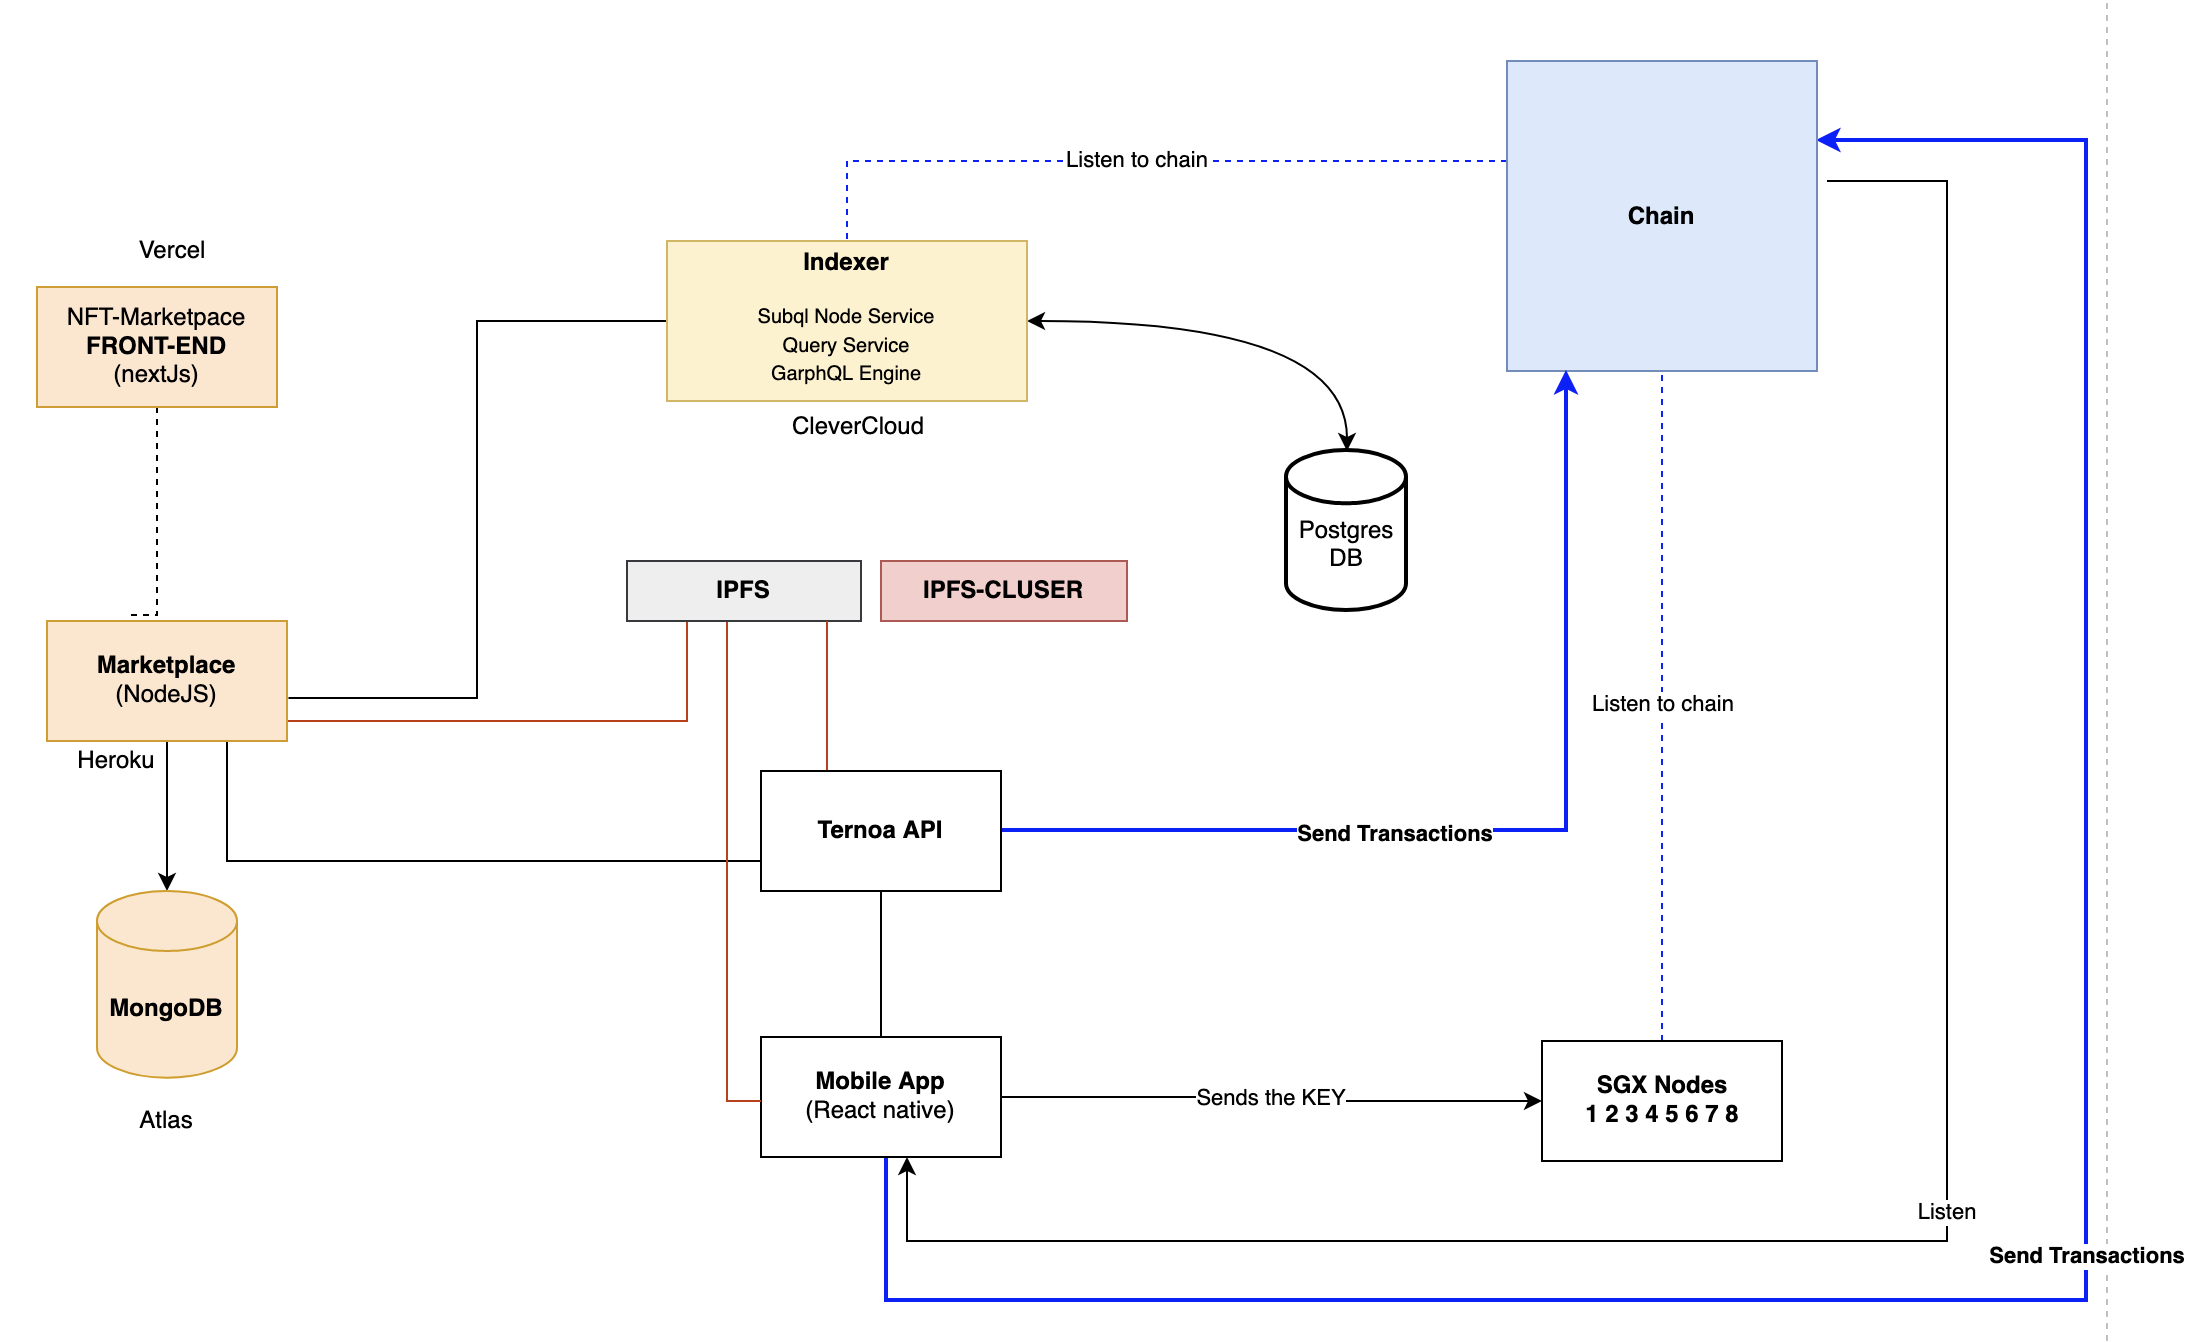 Listen to chain
Chain
Vercel
NFT-Marketpace
FRONT-END
(nextJs)
Indexer
Subql Node Service
Query Service
GarphQL Engine
CleverCloud
Postgres
DB
IPFS
IPFS-CLUSER
Marketplace
(NodeJS)
Heroku
Listen to chain
Ternoa API
Send Transactions
MongoDB
Atlas
Mobile App
(React native)
Sends the KEY
SGX Nodes
1 2 3 4 5 6 7 8
Listen
Send Transactions